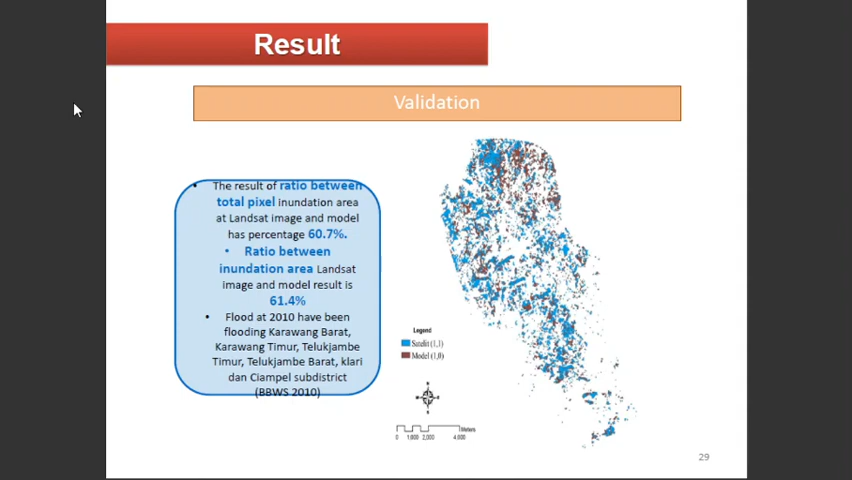 Result
Validation
• The result of ratio between
total pixel inundation area
at Landsat image and model
has percentage 60.7%.
• Ratio between
inundation area Landsat
image and model result is
61.4%
• Flood at 2010 have been
flooding Karawang Barat,
Karawang Timur, Telukjambe
Timur, Telukjambe Barat, klari
dan Ciampel subdistrict
(BBWS 2010)
Legend
Satelit (1,1)
Model (1,0)
Meters
0 1,000 2,000 4,000
29